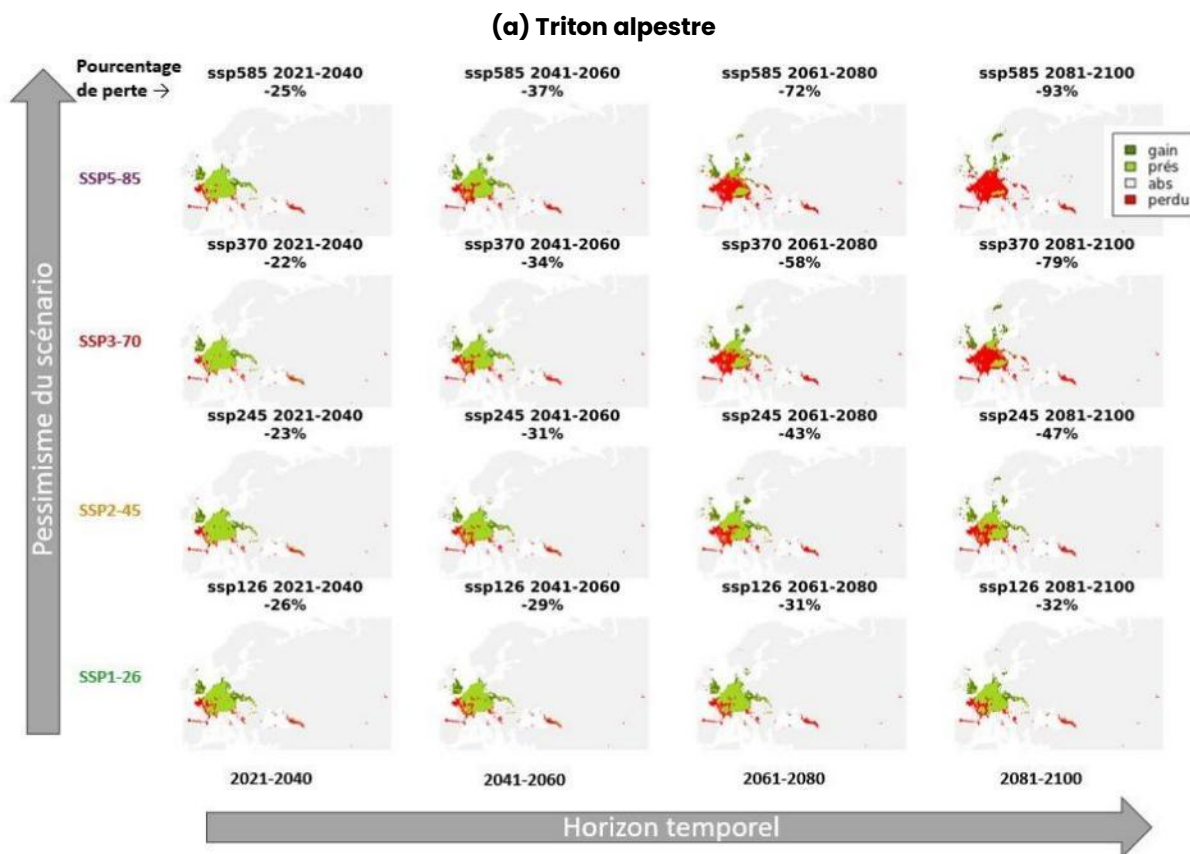 (a) Triton alpestre
Pourcentage
de perte →
ssp585 2021-2040
-25%
ssp585 2041-2060
-37%
ssp585 2061-2080
-72%
ssp585 2081-2100
-93%
gain
prés
abs
perdu
SSP5-85
ssp370 2021-2040
-22%
ssp370 2041-2060
-34%
ssp370 2061-2080
-58%
ssp370 2081-2100
-79%
SSP3-70
ssp245 2021-2040
-23%
ssp245 2041-2060
-31%
ssp245 2061-2080
-43%
ssp245 2081-2100
-47%
SSP2-45
ssp126 2021-2040
-26%
ssp126 2041-2060
-29%
ssp126 2061-2080
-31%
ssp126 2081-2100
-32%
SSP1-26
Pessimisme du scénario
2021-2040
2041-2060
2061-2080
2081-2100
Horizon temporel